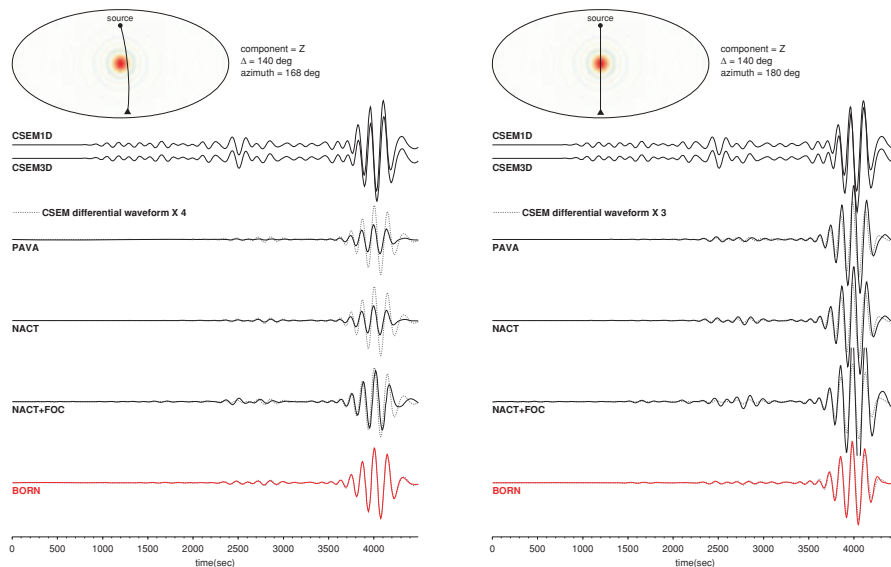 source
component = Z
Δ = 140 deg
azimuth = 168 deg
CSEM1D
CSEM3D
CSEM differential waveform X 4
PAVA
NACT
NACT+FOC
BORN
0 500 1000 1500 2000 2500 3000 3500 4000
time(sec)
source
component = Z
Δ = 140 deg
azimuth = 180 deg
CSEM1D
CSEM3D
CSEM differential waveform X 3
PAVA
NACT
NACT+FOC
BORN
0 500 1000 1500 2000 2500 3000 3500 4000
time(sec)